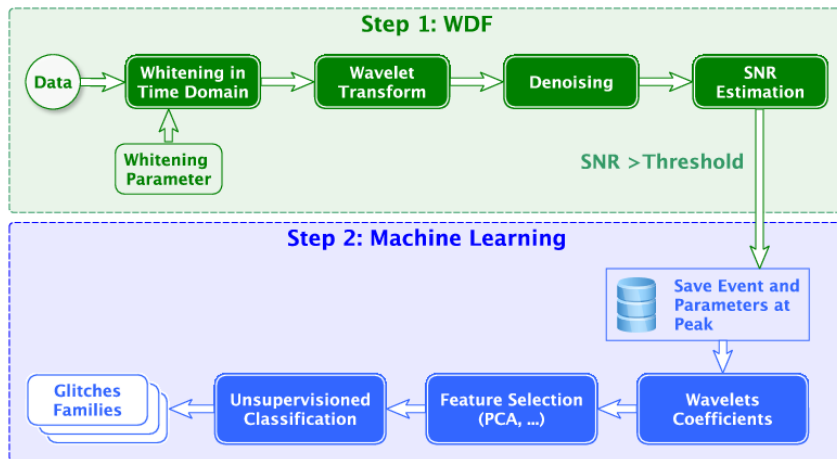 Step 1: WDF
Data
Whitening in
Time Domain
Wavelet
Transform
Denoising
SNR
Estimation
Whitening
Parameter
SNR > Threshold
Step 2: Machine Learning
Save Event and
Parameters at
Peak
Glitches
Families
Unsupervisioned
Classification
Feature Selection
(PCA, ...)
Wavelets
Coefficients